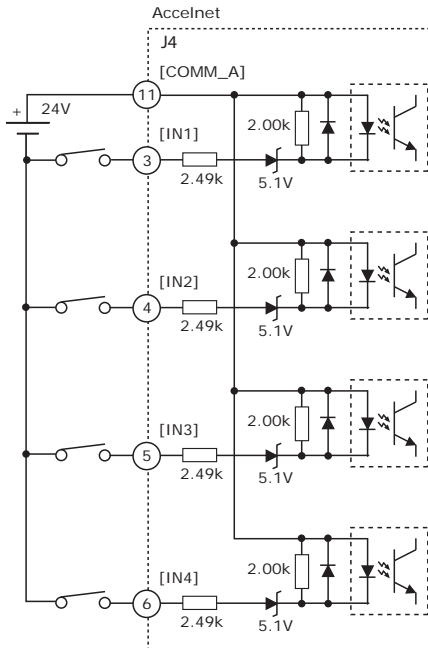 Accelnet
J4
[COMM_A]
11
+ 24V
2.00k
[IN1]
3
2.49k
5.1V
2.00k
[IN2]
4
2.49k
5.1V
2.00k
[IN3]
5
2.49k
5.1V
2.00k
[IN4]
6
2.49k
5.1V